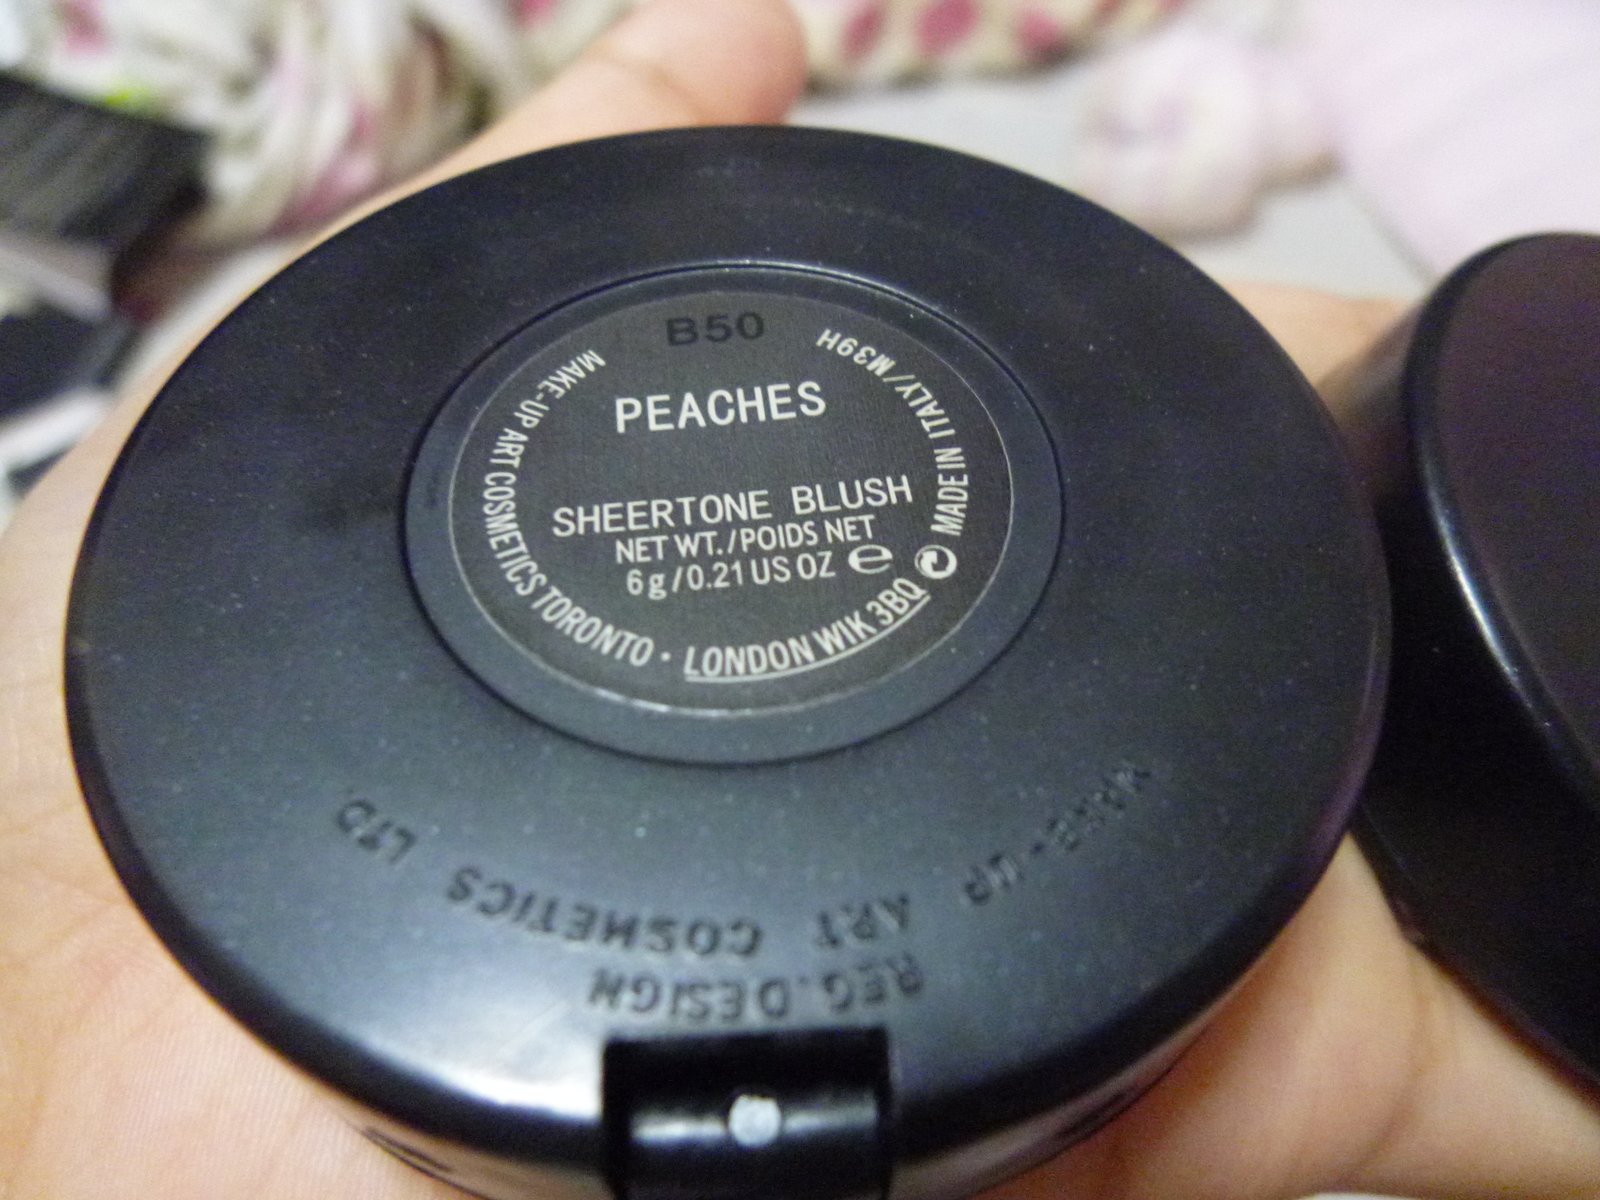 B50
PEACHES
SHEERTONE BLUSH
NET WT./POIDS NET
6g/0.21 US OZ e
MAKE-UP ART COSMETICS TORONTO · LONDON WIK 3BQ
MADE IN ITALY/M39H
MAKE-UP ART COSMETICS LTD.
REG.DESIGN